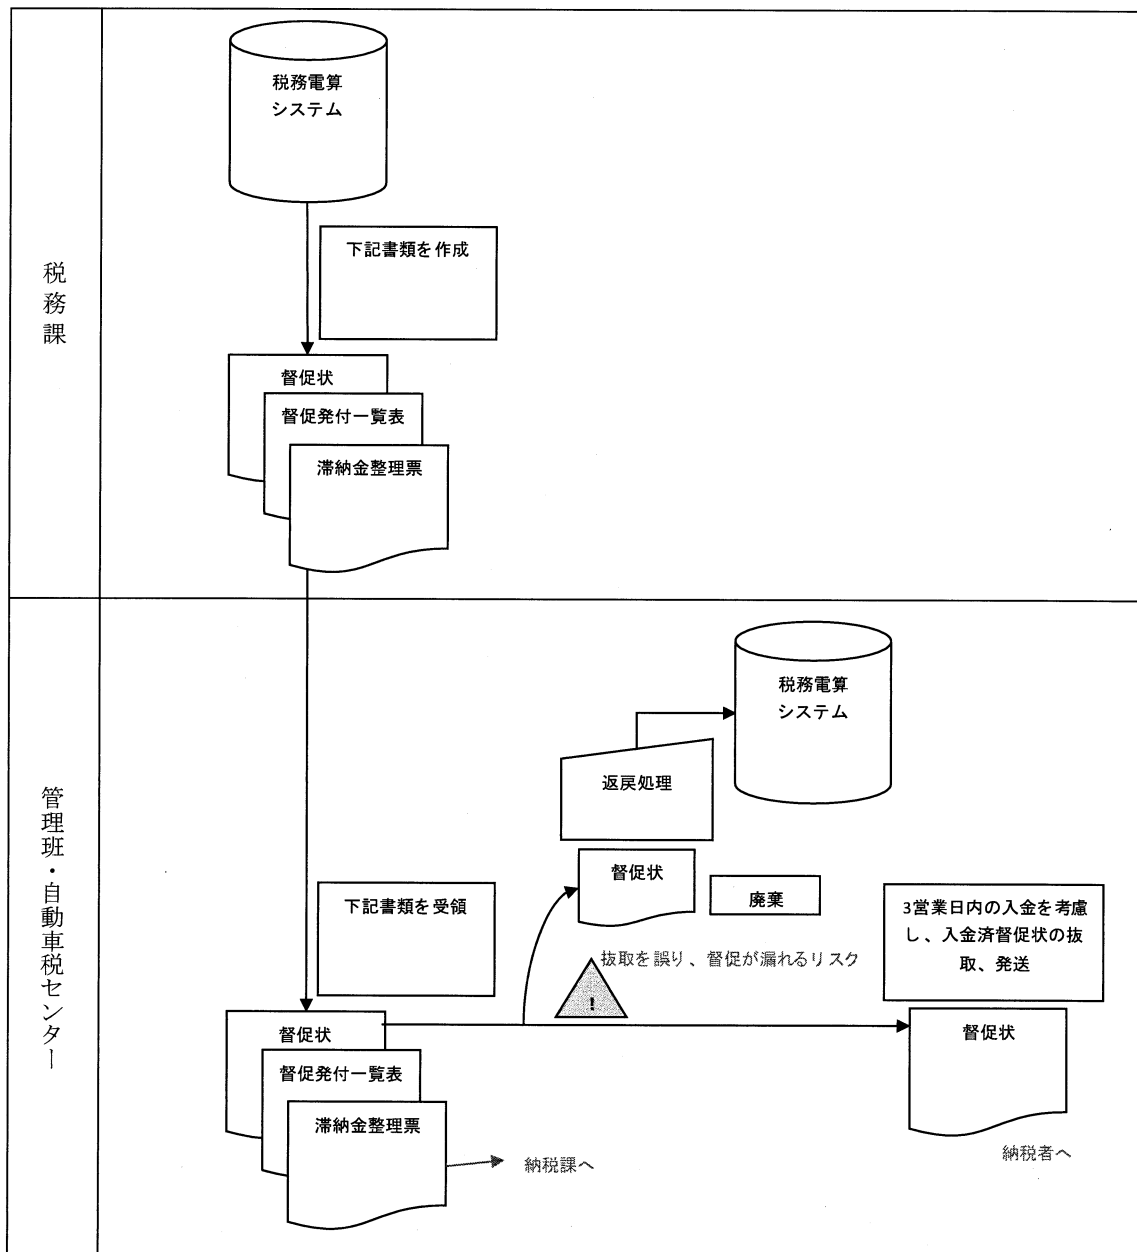 税務課
税務電算
システム
下記書類を作成
督促状
督促発付一覧表
滞納金整理票
管理班・自動車税センター
税務電算
システム
返戻処理
督促状
廃棄
下記書類を受領
3営業日内の入金を考慮
し、入金済督促状の抜
取、発送
抜取を誤り、督促が漏れるリスク
!
督促状
督促発付一覧表
滞納金整理票
納税課へ
督促状
納税者へ